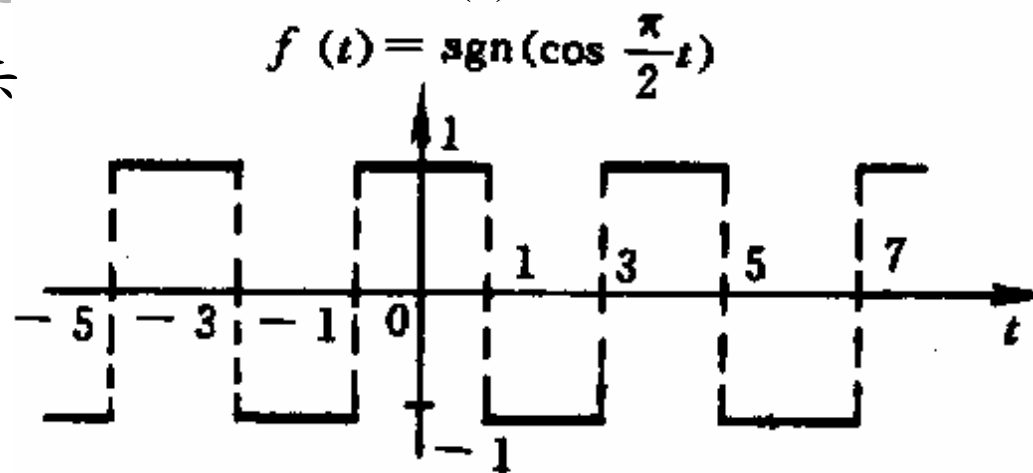 f (t) = sgn(cos π/2 t)
1
1 3 5 7
－5 －3 －1 0 t
－1